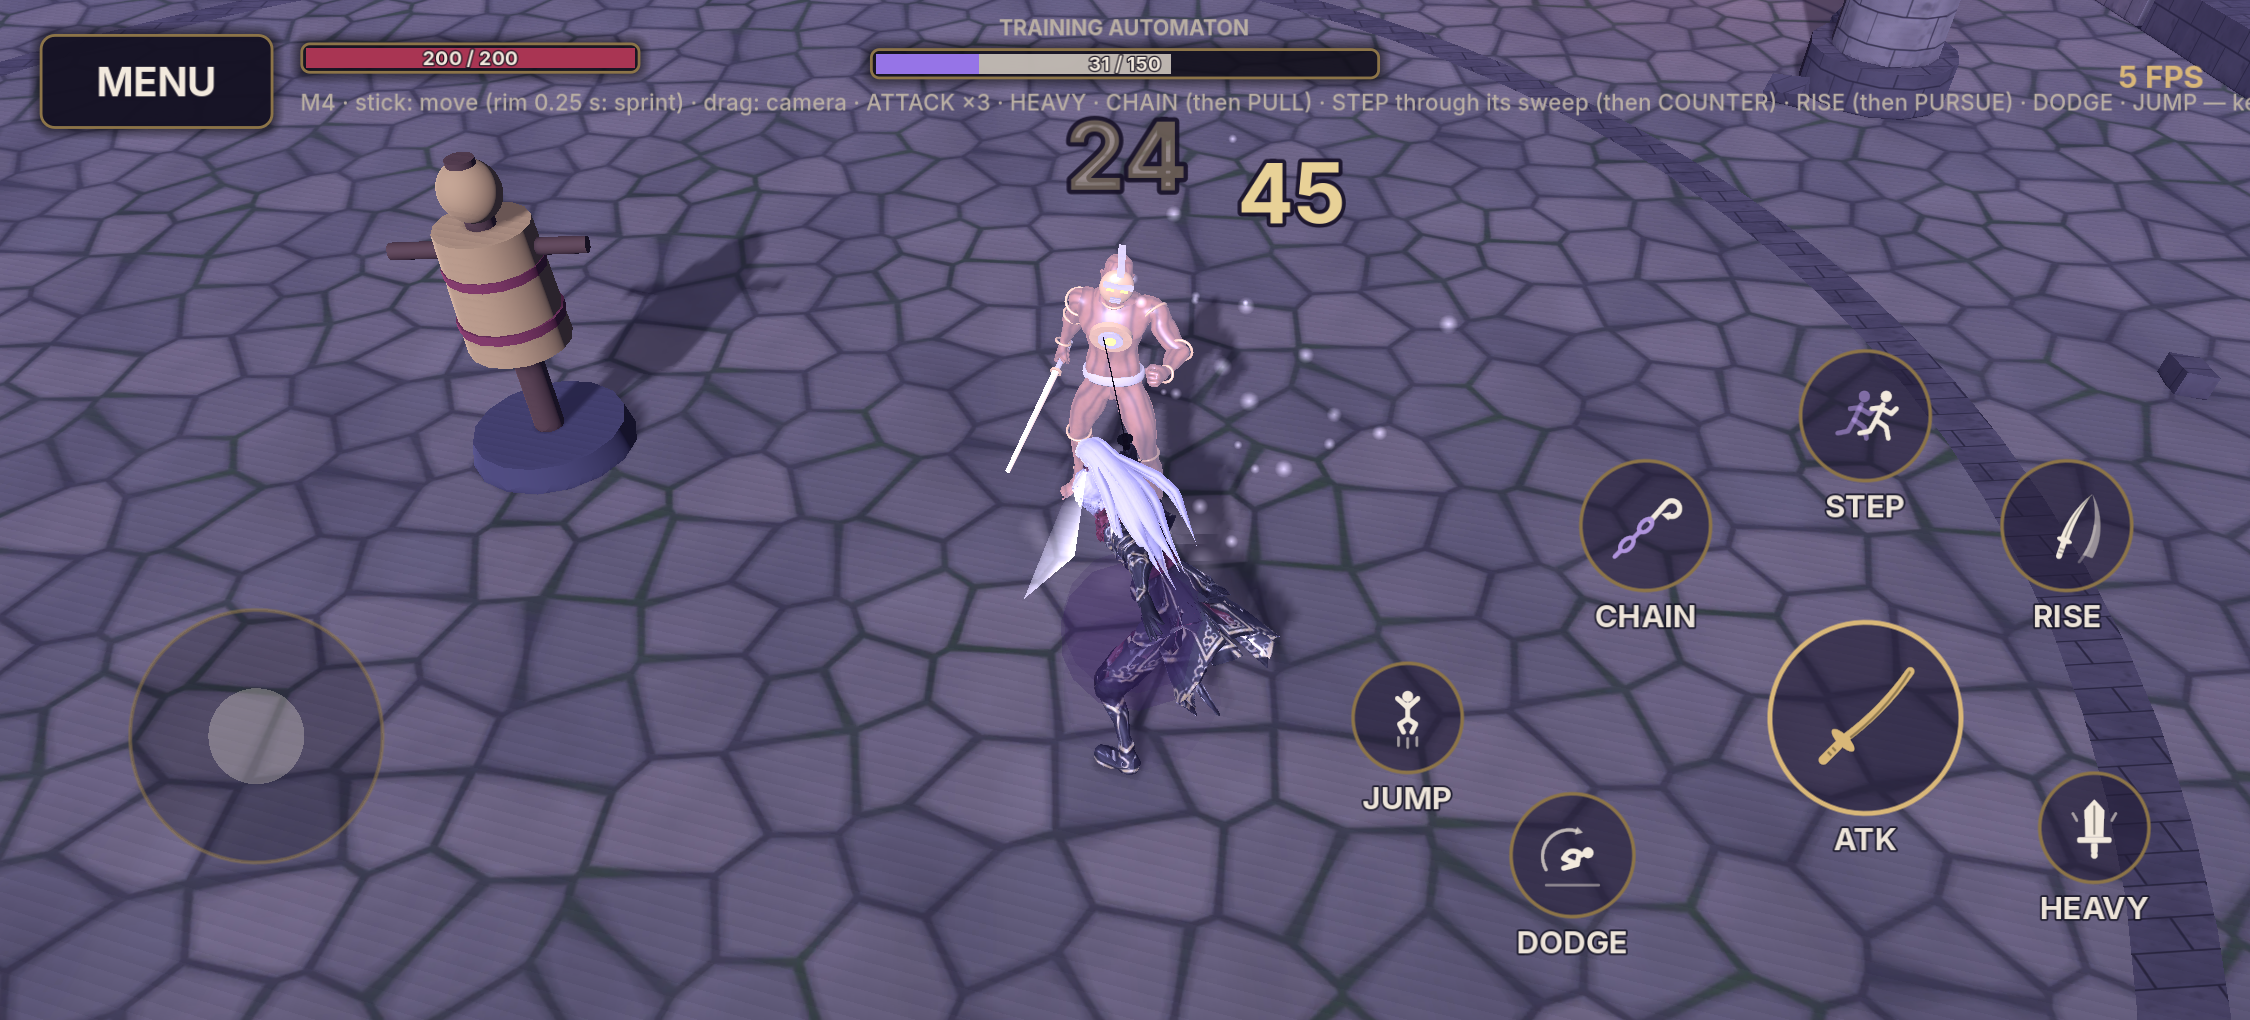 TRAINING AUTOMATON
MENU
200 / 200
31 / 150
5 FPS
M4 · stick: move (rim 0.25 s: sprint) · drag: camera · ATTACK ×3 · HEAVY · CHAIN (then PULL) · STEP through its sweep (then COUNTER) · RISE (then PURSUE) · DODGE · JUMP — ke
24
45
STEP
CHAIN
RISE
JUMP
ATK
HEAVY
DODGE